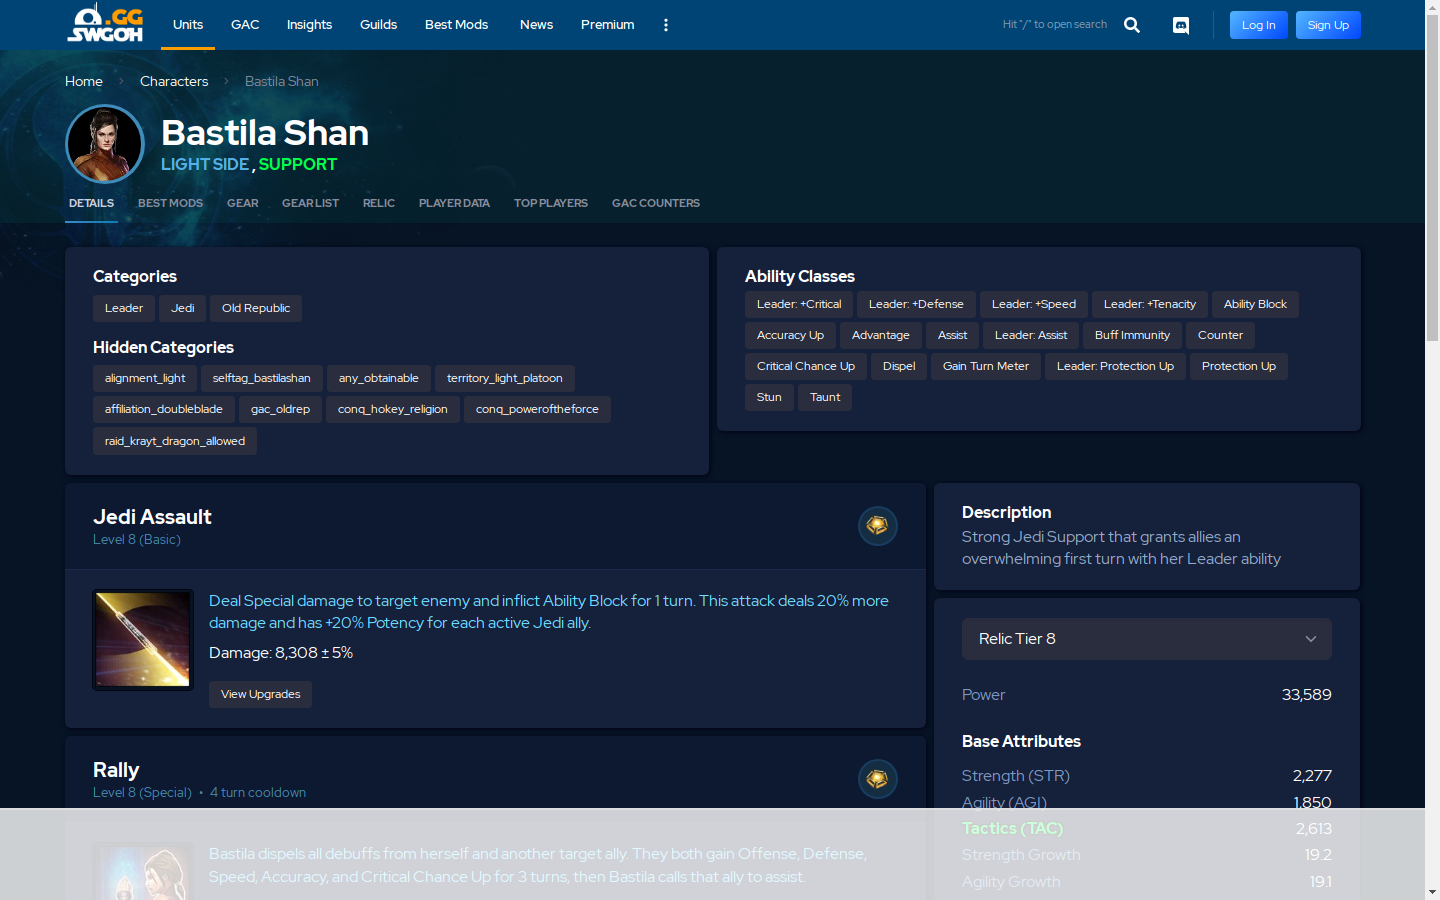 .GG
SWGOH
Units
GAC
Insights
Guilds
Best Mods
News
Premium
Hit "/" to open search
Log In
Sign Up
Home
Characters
Bastila Shan
Bastila Shan
LIGHT SIDE, SUPPORT
DETAILS
BEST MODS
GEAR
GEAR LIST
RELIC
PLAYER DATA
TOP PLAYERS
GAC COUNTERS
Categories
Leader
Jedi
Old Republic
Hidden Categories
alignment_light
selftag_bastilashan
any_obtainable
territory_light_platoon
affiliation_doubleblade
gac_oldrep
conq_hokey_religion
conq_poweroftheforce
raid_krayt_dragon_allowed
Ability Classes
Leader: +Critical
Leader: +Defense
Leader: +Speed
Leader: +Tenacity
Ability Block
Accuracy Up
Advantage
Assist
Leader: Assist
Buff Immunity
Counter
Critical Chance Up
Dispel
Gain Turn Meter
Leader: Protection Up
Protection Up
Stun
Taunt
Jedi Assault
Level 8 (Basic)
Deal Special damage to target enemy and inflict Ability Block for 1 turn. This attack deals 20% more
damage and has +20% Potency for each active Jedi ally.
Damage: 8,308 ± 5%
View Upgrades
Rally
Level 8 (Special) • 4 turn cooldown
Bastila dispels all debuffs from herself and another target ally. They both gain Offense, Defense,
Speed, Accuracy, and Critical Chance Up for 3 turns, then Bastila calls that ally to assist.
Description
Strong Jedi Support that grants allies an
overwhelming first turn with her Leader ability
Relic Tier 8
Power 33,589
Base Attributes
Strength (STR) 2,277
Agility (AGI) 1,850
Tactics (TAC) 2,613
Strength Growth 19.2
Agility Growth 19.1